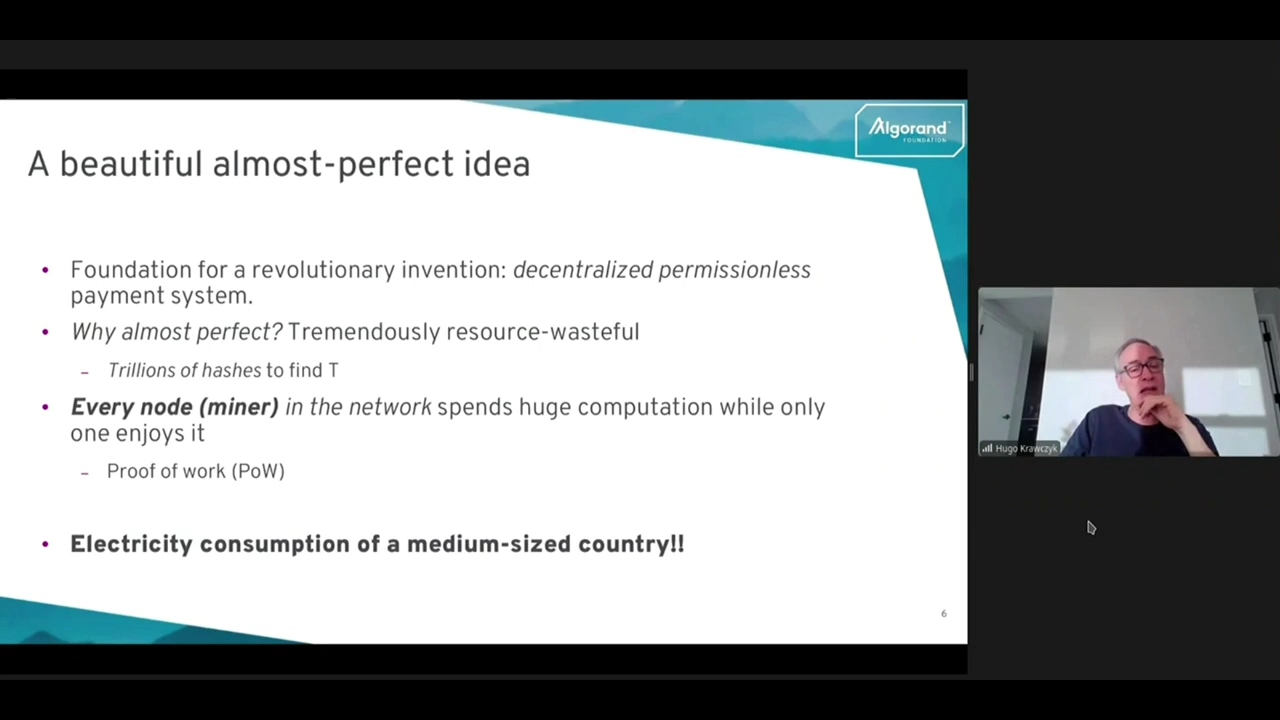 Algorand
FOUNDATION
A beautiful almost-perfect idea
• Foundation for a revolutionary invention: decentralized permissionless
payment system.
• Why almost perfect? Tremendously resource-wasteful
– Trillions of hashes to find T
• Every node (miner) in the network spends huge computation while only
one enjoys it
– Proof of work (PoW)
• Electricity consumption of a medium-sized country!!
6
Hugo Krawczyk